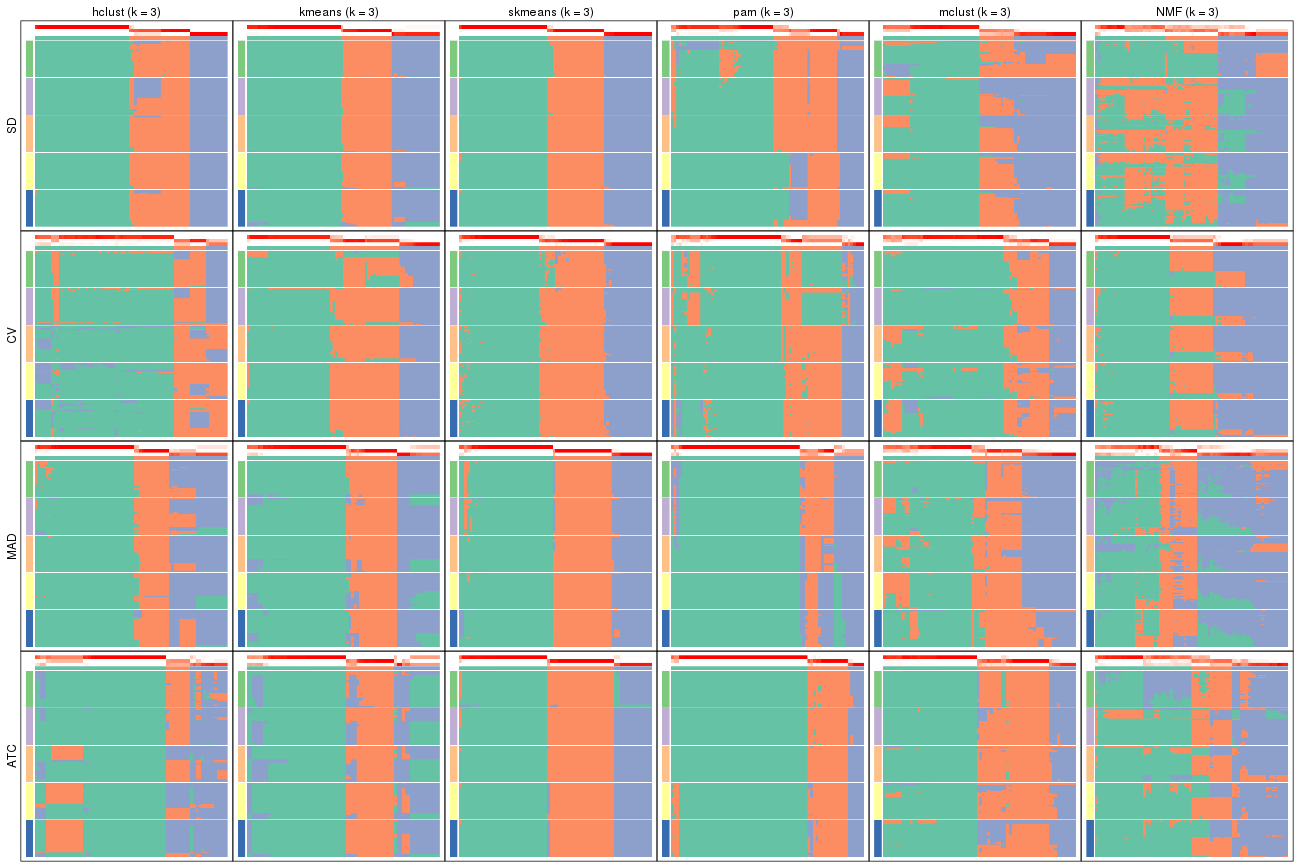 hclust (k = 3) kmeans (k = 3) skmeans (k = 3) pam (k = 3) mclust (k = 3) NMF (k = 3)
SD
CV
MAD
ATC